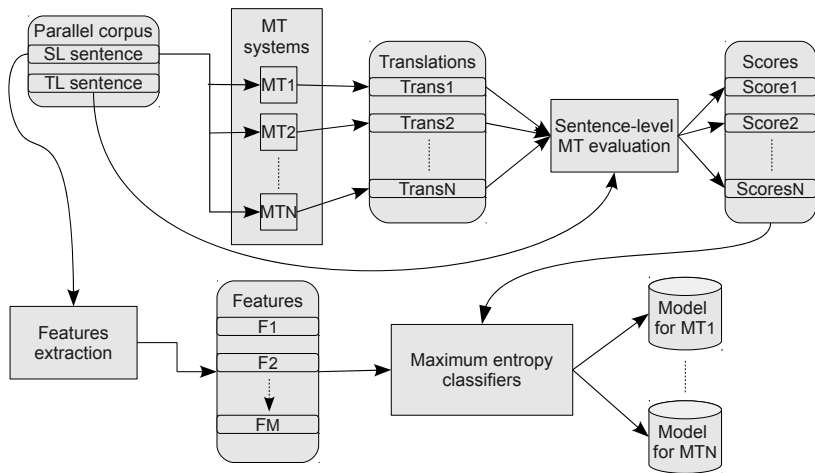 Parallel corpus
SL sentence
TL sentence
MT
systems
MT1
MT2
MTN
Translations
Trans1
Trans2
TransN
Sentence-level
MT evaluation
Scores
Score1
Score2
ScoresN
Features
extraction
Features
F1
F2
FM
Maximum entropy
classifiers
Model
for MT1
Model
for MTN